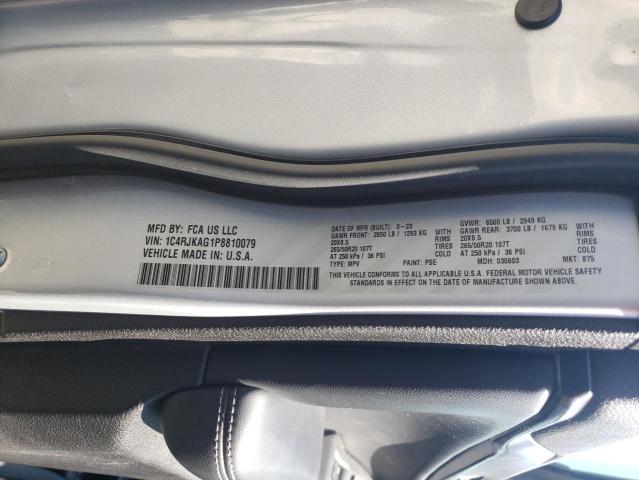 MFD BY: FCA US LLC
VIN: 1C4RJKAG1P8810079
VEHICLE MADE IN: U.S.A.
DATE OF MFR (BUILT): 3-23 GVWR: 6500 LB / 2949 KG
GAWR FRONT: 2850 LB / 1293 KG WITH GAWR REAR: 3700 LB / 1679 KG WITH
20X8.5 RIMS 20X8.5 RIMS
265/50R20 107T TIRES 265/50R20 107T TIRES
AT 250 kPa / 36 PSI COLD AT 250 kPa / 36 PSI COLD
TYPE: MPV PAINT: PSE MDH: 030603 MKT: 875
THIS VEHICLE CONFORMS TO ALL APPLICABLE U.S.A. FEDERAL MOTOR VEHICLE SAFETY
STANDARDS IN EFFECT ON THE DATE OF MANUFACTURE SHOWN ABOVE.